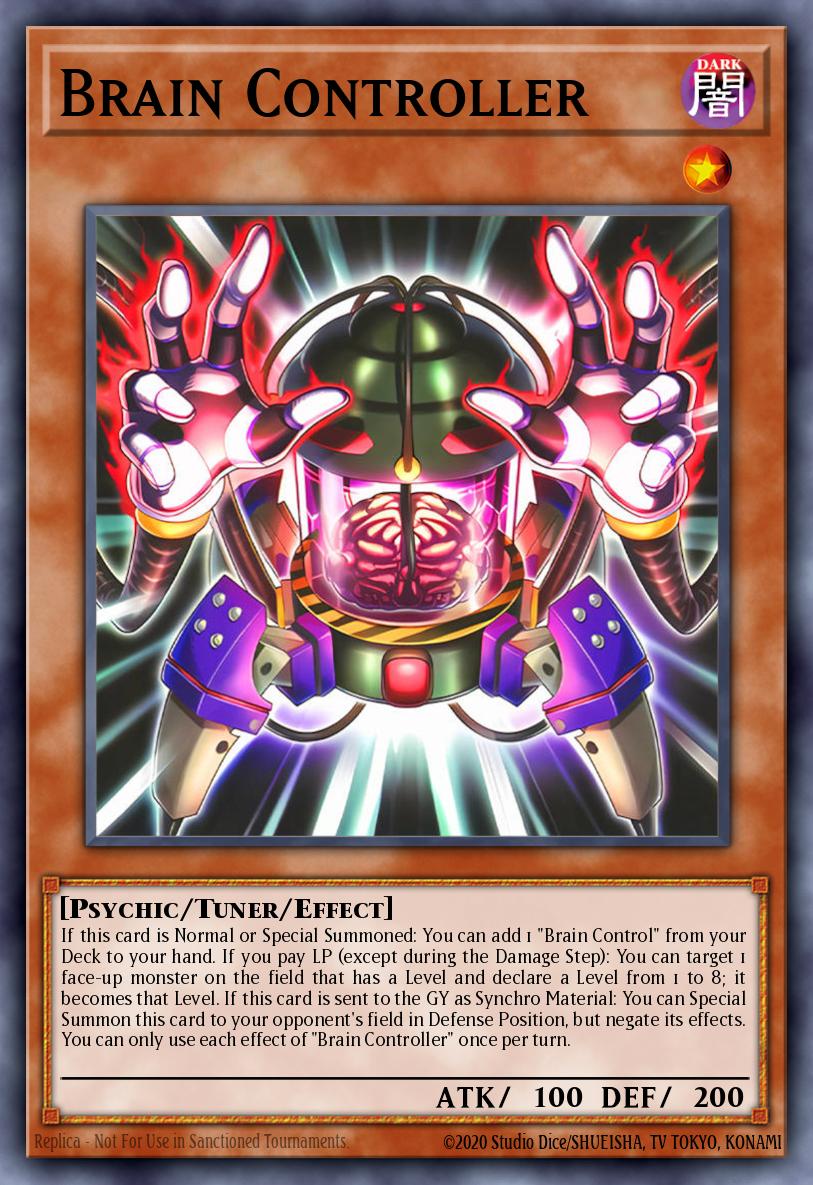 Brain Controller
DARK
闇
[Psychic/Tuner/Effect]
If this card is Normal or Special Summoned: You can add 1 "Brain Control" from your
Deck to your hand. If you pay LP (except during the Damage Step): You can target 1
face-up monster on the field that has a Level and declare a Level from 1 to 8; it
becomes that Level. If this card is sent to the GY as Synchro Material: You can Special
Summon this card to your opponent's field in Defense Position, but negate its effects.
You can only use each effect of "Brain Controller" once per turn.
ATK/ 100 DEF/ 200
Replica - Not For Use in Sanctioned Tournaments.
©2020 Studio Dice/SHUEISHA, TV TOKYO, KONAMI